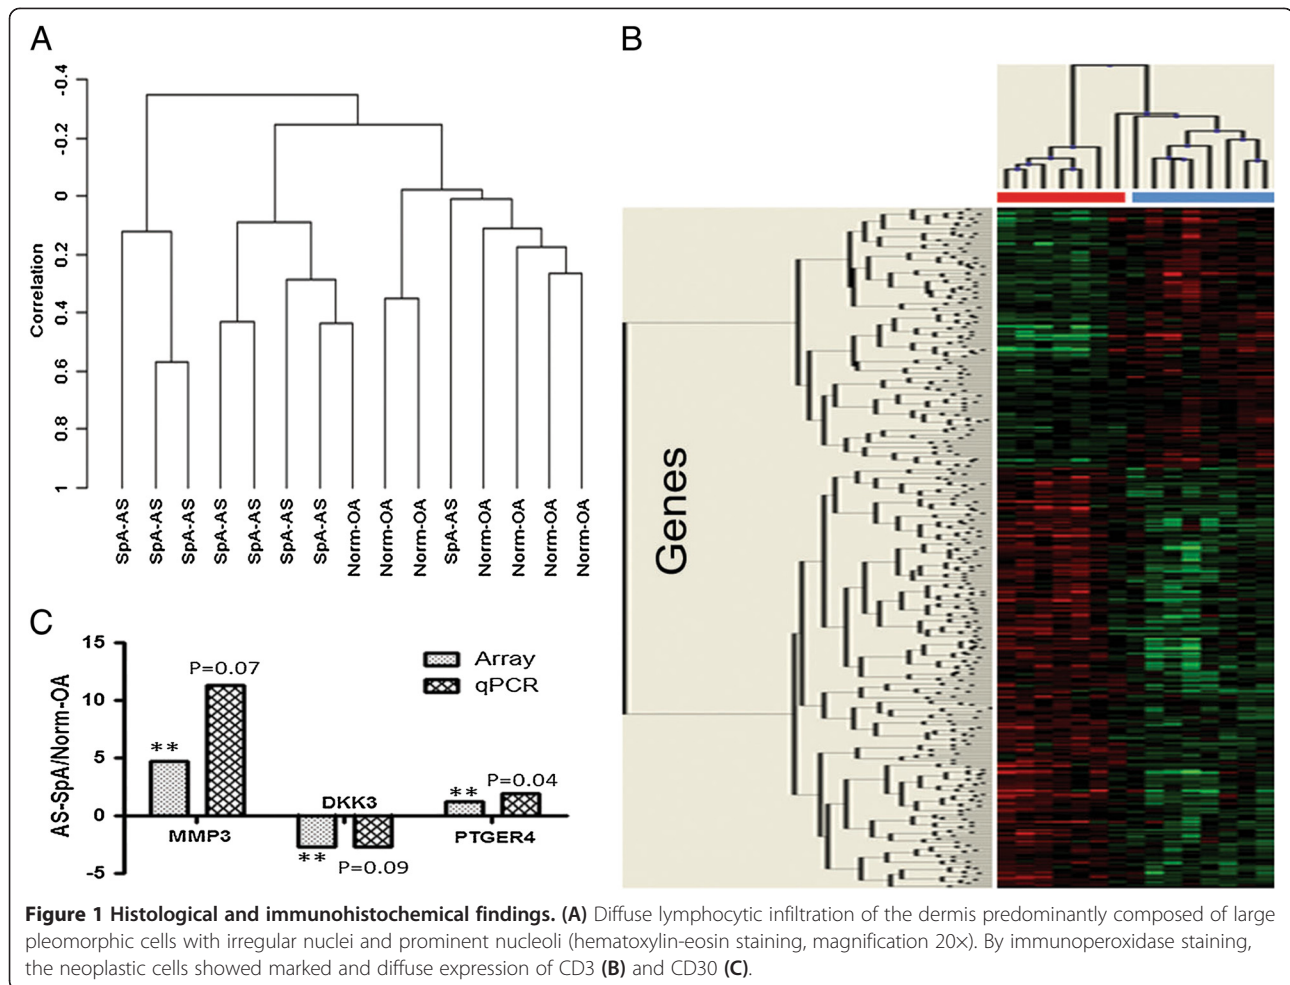 A
-0.4
-0.2
0
0.2
0.4
0.6
0.8
1
Correlation
SpA-AS
SpA-AS
SpA-AS
SpA-AS
SpA-AS
SpA-AS
SpA-AS
Norm-OA
Norm-OA
Norm-OA
SpA-AS
Norm-OA
Norm-OA
Norm-OA
Norm-OA
B
Genes
C
15
10
5
0
-5
AS-SpA/Norm-OA
Array
qPCR
P=0.07
**
MMP3
DKK3
**
P=0.09
**
P=0.04
PTGER4
Figure 1 Histological and immunohistochemical findings. (A) Diffuse lymphocytic infiltration of the dermis predominantly composed of large
pleomorphic cells with irregular nuclei and prominent nucleoli (hematoxylin-eosin staining, magnification 20×). By immunoperoxidase staining,
the neoplastic cells showed marked and diffuse expression of CD3 (B) and CD30 (C).